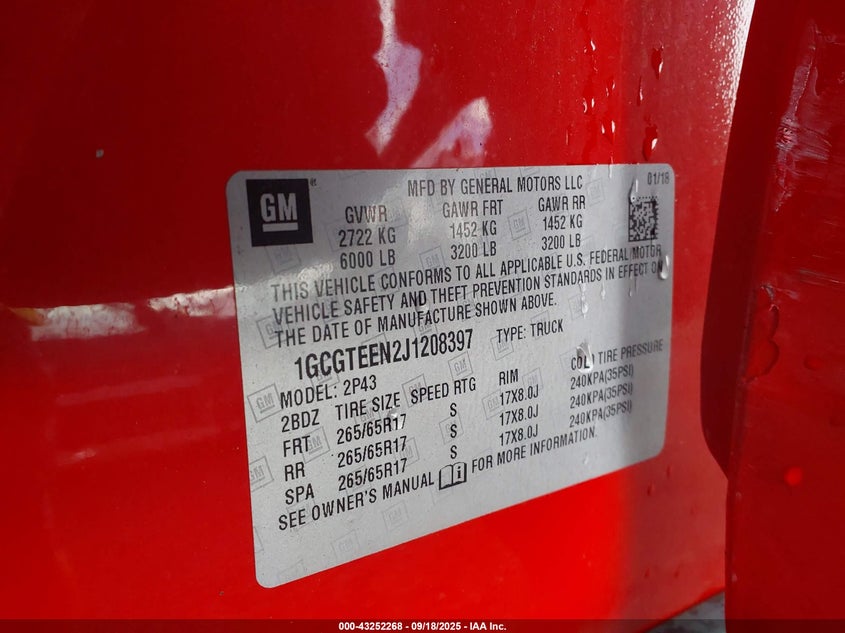 GM
MFD BY GENERAL MOTORS LLC
01/18
GVWR GAWR FRT GAWR RR
2722 KG 1452 KG 1452 KG
6000 LB 3200 LB 3200 LB
THIS VEHICLE CONFORMS TO ALL APPLICABLE U.S. FEDERAL MOTOR
VEHICLE SAFETY AND THEFT PREVENTION STANDARDS IN EFFECT ON
THE DATE OF MANUFACTURE SHOWN ABOVE.
1GCGTEEN2J1208397 TYPE: TRUCK
MODEL: 2P43
2BDZ TIRE SIZE SPEED RTG RIM COLD TIRE PRESSURE
FRT 265/65R17 S 17X8.0J 240KPA(35PSI)
RR 265/65R17 S 17X8.0J 240KPA(35PSI)
SPA 265/65R17 S 17X8.0J 240KPA(35PSI)
SEE OWNER'S MANUAL FOR MORE INFORMATION.
000-43252268 - 09/18/2025 - IAA Inc.